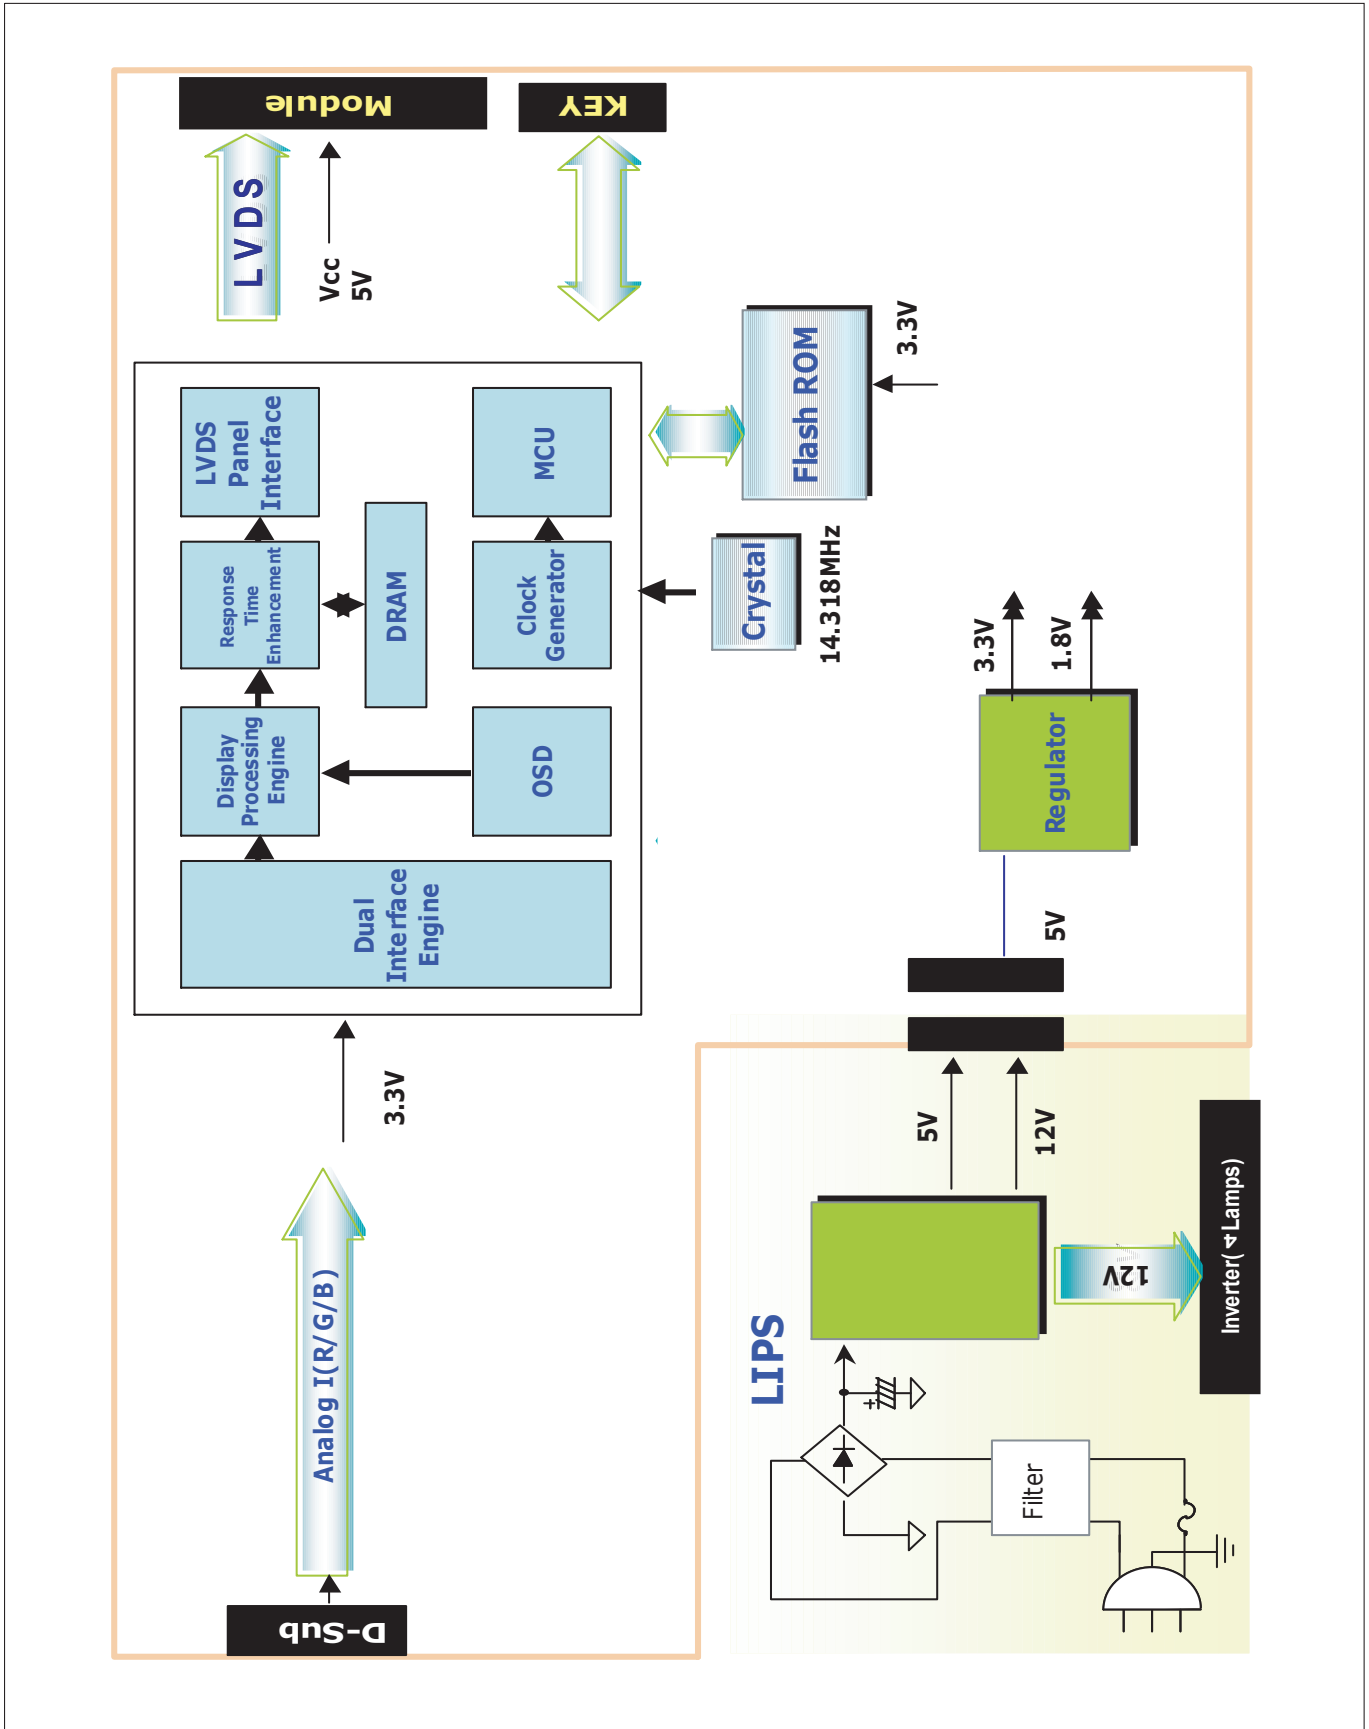 Module
KEY
LVDS
Vcc
5V
LVDS
Panel
Interface
MCU
Flash ROM
3.3V
Response
Time
Enhancement
DRAM
Clock
Generator
Crystal
14.318MHz
Display
Processing
Engine
OSD
3.3V
1.8V
Regulator
Dual
Interface
Engine
5V
3.3V
5V
12V
Analog I(R/G/B)
LIPS
12V
Inverter( 4 Lamps)
+
Filter
D-Sub